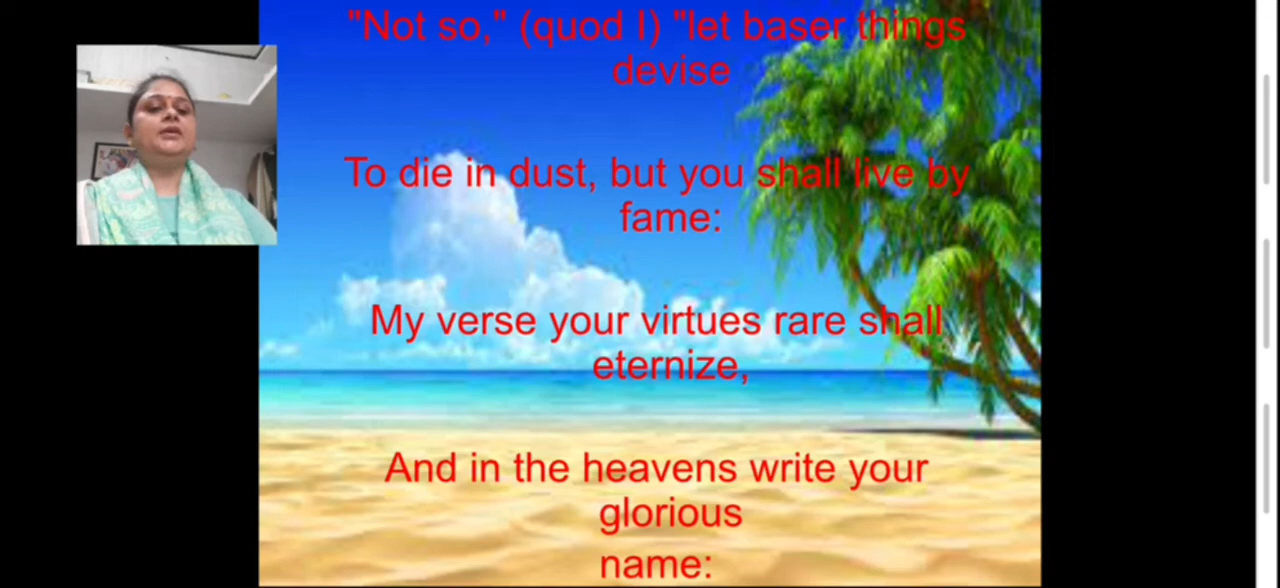 "Not so," (quod I) "let baser things
devise
To die in dust, but you shall live by
fame:
My verse your virtues rare shall
eternize,
And in the heavens write your
glorious
name: